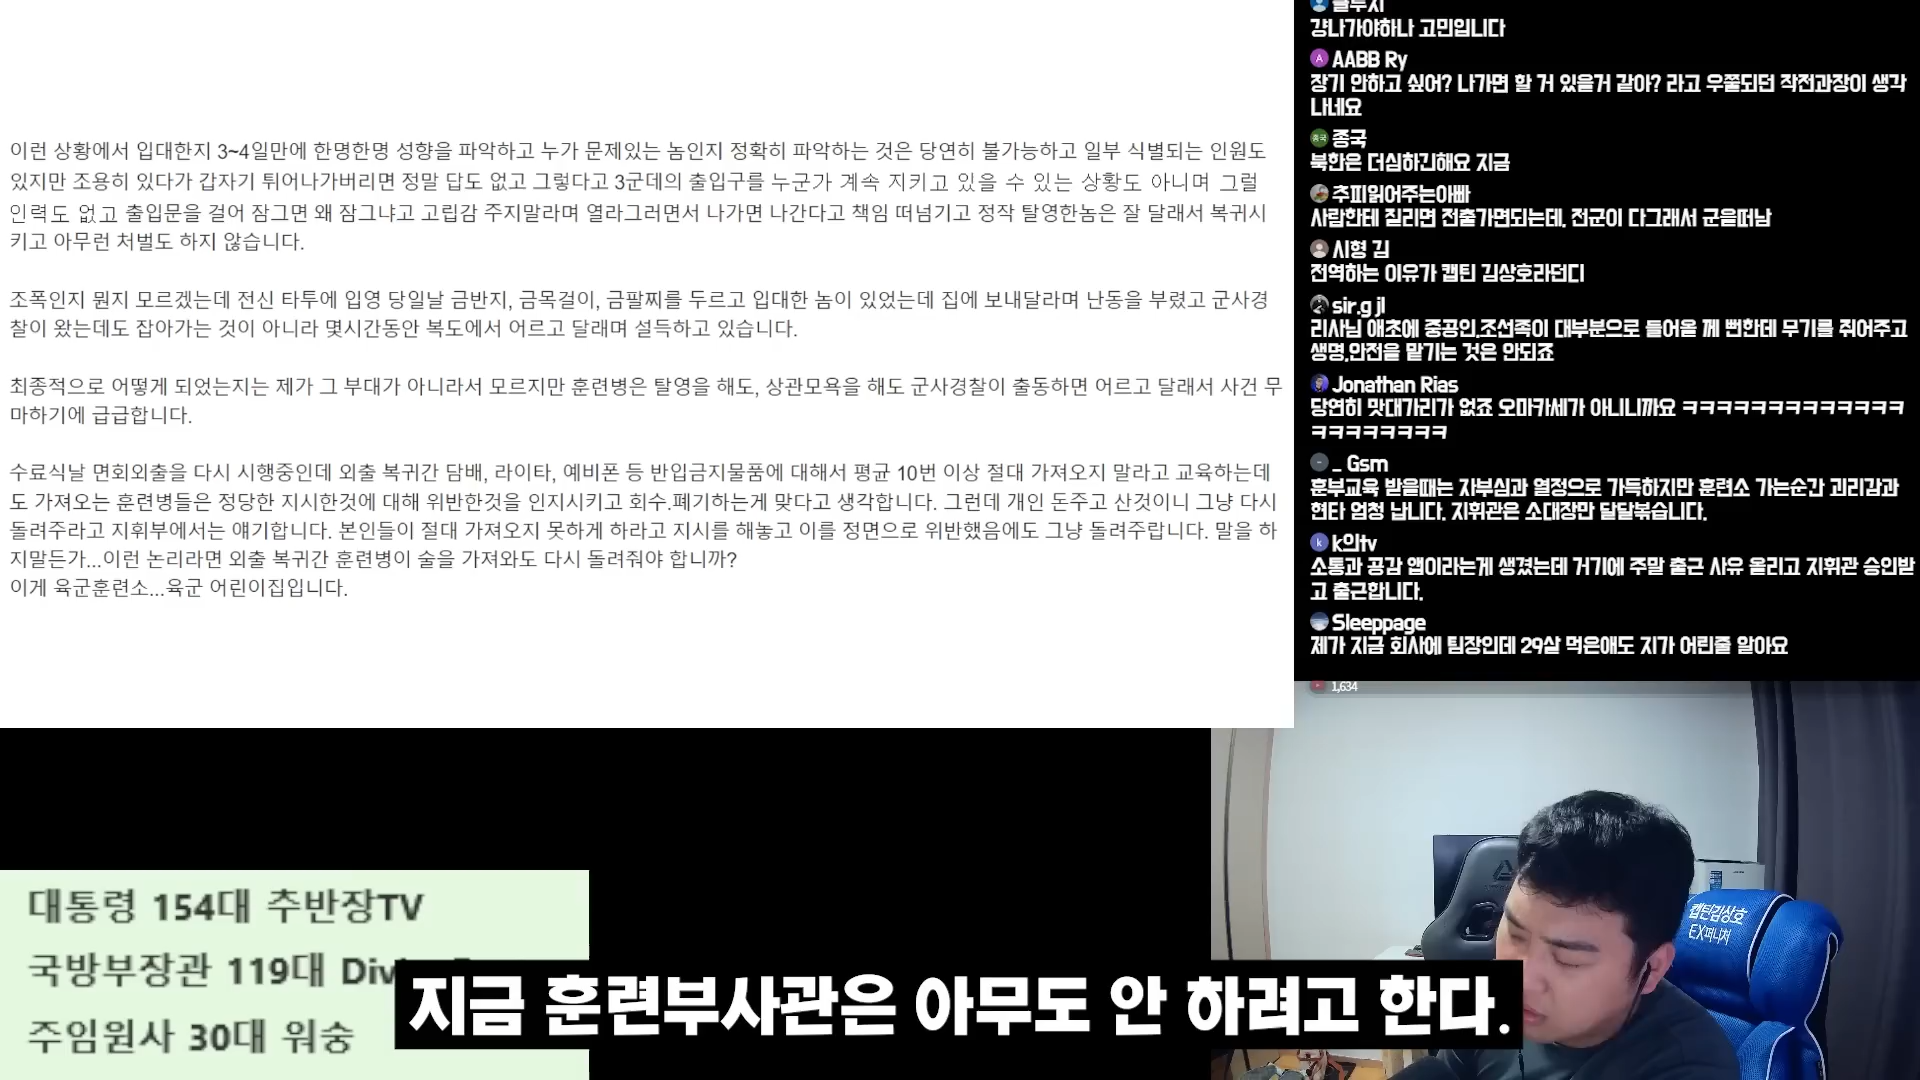 이런 상황에서 입대한지 3~4일만에 한명한명 성향을 파악하고 누가 문제있는 놈인지 정확히 파악하는 것은 당연히 불가능하고 일부 식별되는 인원도
있지만 조용히 있다가 갑자기 튀어나가버리면 정말 답도 없고 그렇다고 3군데의 출입구를 누군가 계속 지키고 있을 수 있는 상황도 아니며 그럴
인력도 없고 출입문을 걸어 잠그면 왜 잠그냐고 고립감 주지말라며 열라그러면서 나가면 나간다고 책임 떠넘기고 정작 탈영한놈은 잘 달래서 복귀시
키고 아무런 처벌도 하지 않습니다.
조폭인지 뭔지 모르겠는데 전신 타투에 입영 당일날 금반지, 금목걸이, 금팔찌를 두르고 입대한 놈이 있었는데 집에 보내달라며 난동을 부렸고 군사경
찰이 왔는데도 잡아가는 것이 아니라 몇시간동안 복도에서 어르고 달래며 설득하고 있습니다.
최종적으로 어떻게 되었는지는 제가 그 부대가 아니라서 모르지만 훈련병은 탈영을 해도, 상관모욕을 해도 군사경찰이 출동하면 어르고 달래서 사건 무
마하기에 급급합니다.
수료식날 면회외출을 다시 시행중인데 외출 복귀간 담배, 라이타, 예비폰 등 반입금지물품에 대해서 평균 10번 이상 절대 가져오지 말라고 교육하는데
도 가져오는 훈련병들은 정당한 지시한것에 대해 위반한것을 인지시키고 회수.폐기하는게 맞다고 생각합니다. 그런데 개인 돈주고 산것이니 그냥 다시
돌려주라고 지휘부에서는 얘기합니다. 본인들이 절대 가져오지 못하게 하라고 지시를 해놓고 이를 정면으로 위반했음에도 그냥 돌려주랍니다. 말을 하
지말든가...이런 논리라면 외출 복귀간 훈련병이 술을 가져와도 다시 돌려줘야 합니까?
이게 육군훈련소...육군 어린이집입니다.
걍나가야하나 고민입니다
A AABB Ry
장기 안하고 싶어? 나가면 할 거 있을거 같아? 라고 우쭐되던 작전과장이 생각
나네요
종국 종국
북한은 더심하긴해요 지금
추피읽어주는아빠
사람한테 질리면 전출가면되는데, 전군이 다그래서 군을떠남
시형 김
전역하는 이유가 캡틴 김상호라던디
sir.g jl
리사님 애초에 중공인,조선족이 대부분으로 들어올 께 뻔한데 무기를 쥐어주고
생명,안전을 맡기는 것은 안되죠
Jonathan Rias
당연히 맛대가리가 없죠 오마카세가 아니니까요 ㅋㅋㅋㅋㅋㅋㅋㅋㅋㅋㅋㅋㅋ
ㅋㅋㅋㅋㅋㅋㅋㅋ
_ Gsm
훈부교육 받을때는 자부심과 열정으로 가득하지만 훈련소 가는순간 괴리감과
현타 엄청 납니다. 지휘관은 소대장만 달달볶습니다.
k k의tv
소통과 공감 앱이라는게 생겼는데 거기에 주말 출근 사유 올리고 지휘관 승인받
고 출근합니다.
Sleeppage
제가 지금 회사에 팀장인데 29살 먹은애도 지가 어린줄 알아요
1,634
캡틴김상호
EX퍼니처
대통령 154대 추반장TV
국방부장관 119대
주임원사 30대 워숭
지금 훈련부사관은 아무도 안 하려고 한다.